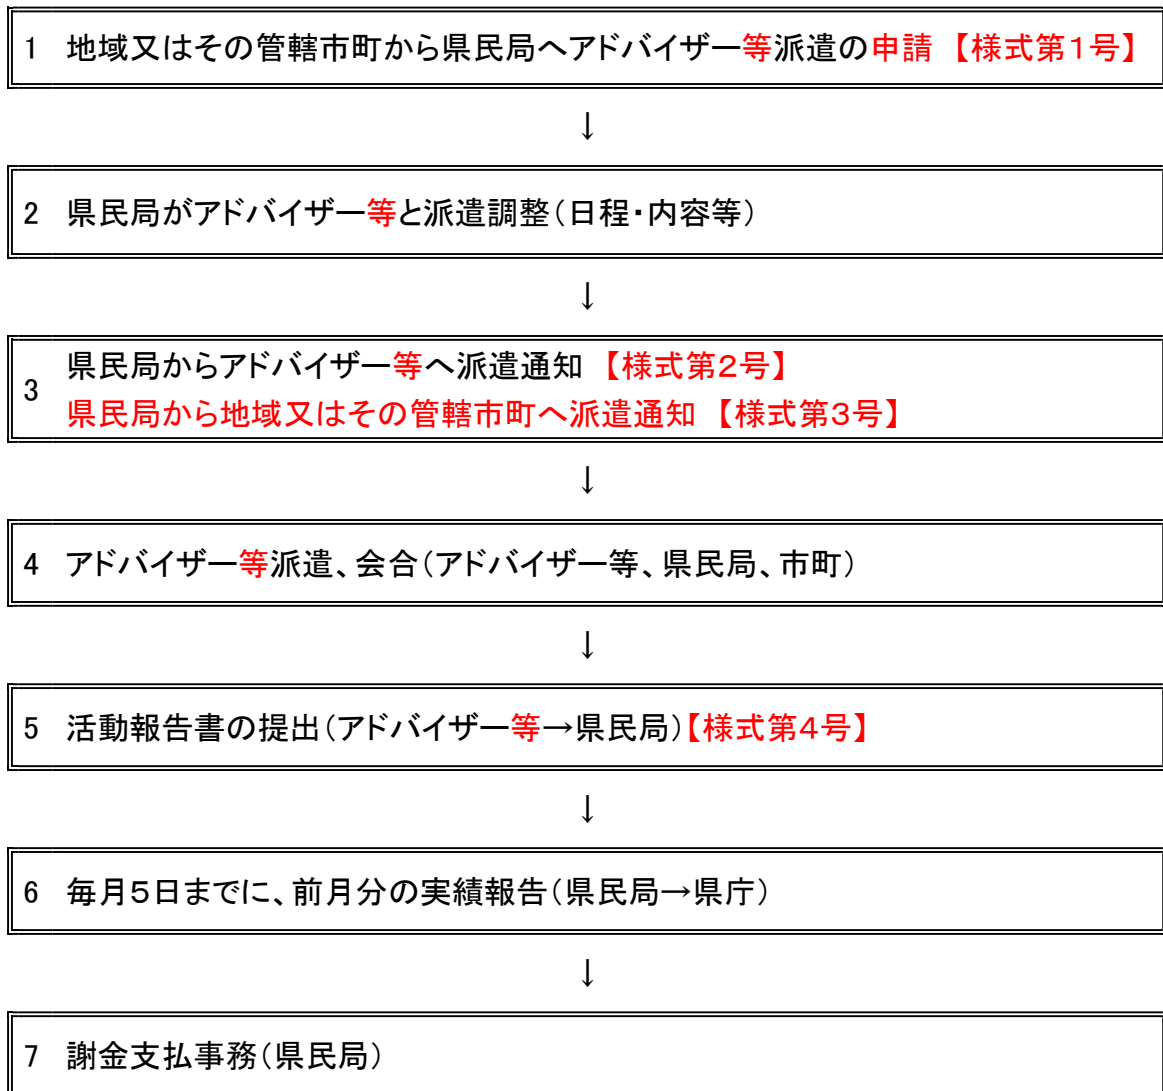 1 地域又はその管轄市町から県民局へアドバイザー等派遣の申請 【様式第1号】
↓
2 県民局がアドバイザー等と派遣調整(日程・内容等)
↓
3 県民局からアドバイザー等へ派遣通知 【様式第2号】
県民局から地域又はその管轄市町へ派遣通知 【様式第3号】
↓
4 アドバイザー等派遣、会合(アドバイザー等、県民局、市町)
↓
5 活動報告書の提出(アドバイザー等→県民局)【様式第4号】
↓
6 毎月5日までに、前月分の実績報告(県民局→県庁)
↓
7 謝金支払事務(県民局)